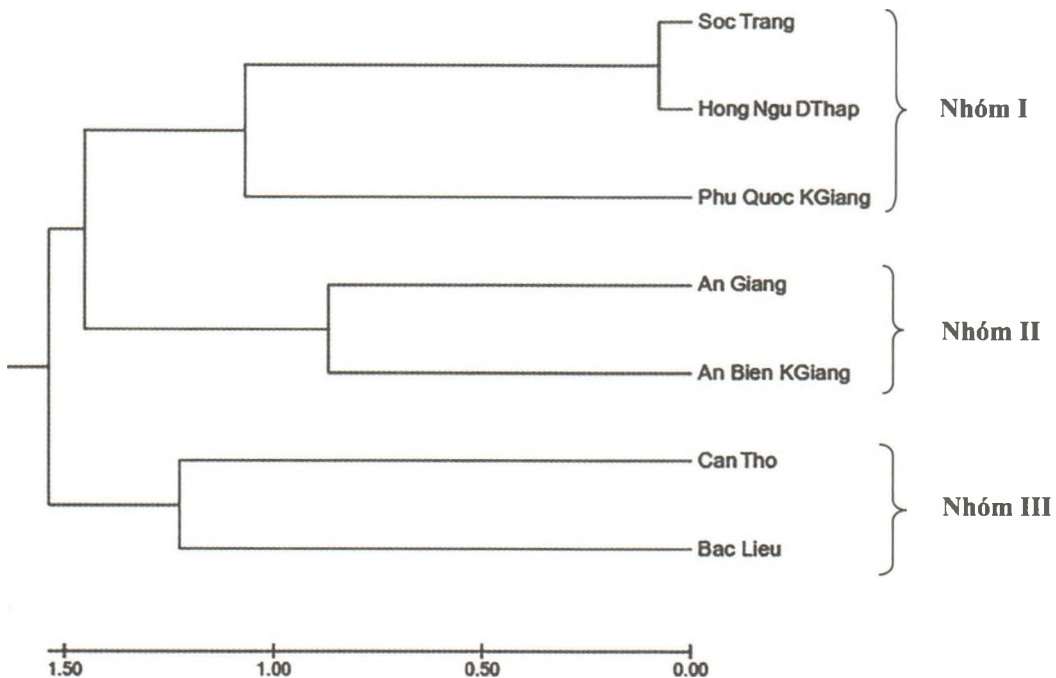 Soc Trang
Hong Ngu DThap
Nhóm I
Phu Quoc KGiang
An Giang
Nhóm II
An Bien KGiang
Can Tho
Nhóm III
Bac Lieu
1.50 1.00 0.50 0.00